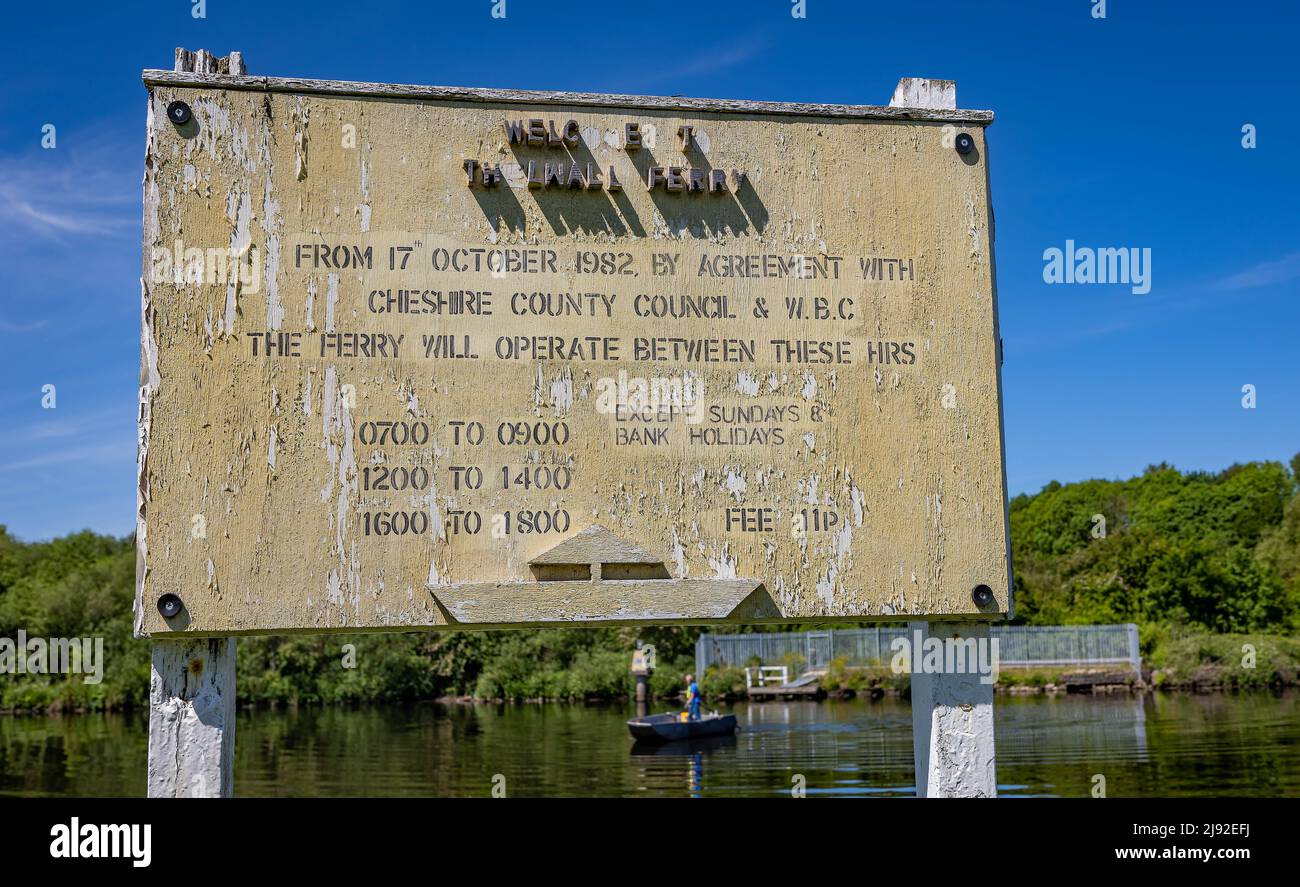 WELC  E T
TH LWALL FERRY
FROM 17th OCTOBER 1982, BY AGREEMENT WITH
CHESHIRE COUNTY COUNCIL & W.B.C
THE FERRY WILL OPERATE BETWEEN THESE HRS
EXCEPT SUNDAYS &
0700 TO 0900 BANK HOLIDAYS
1200 TO 1400
1600 TO 1800 FEE 11p
alamy
Image ID: 2J92EFJ
www.alamy.com